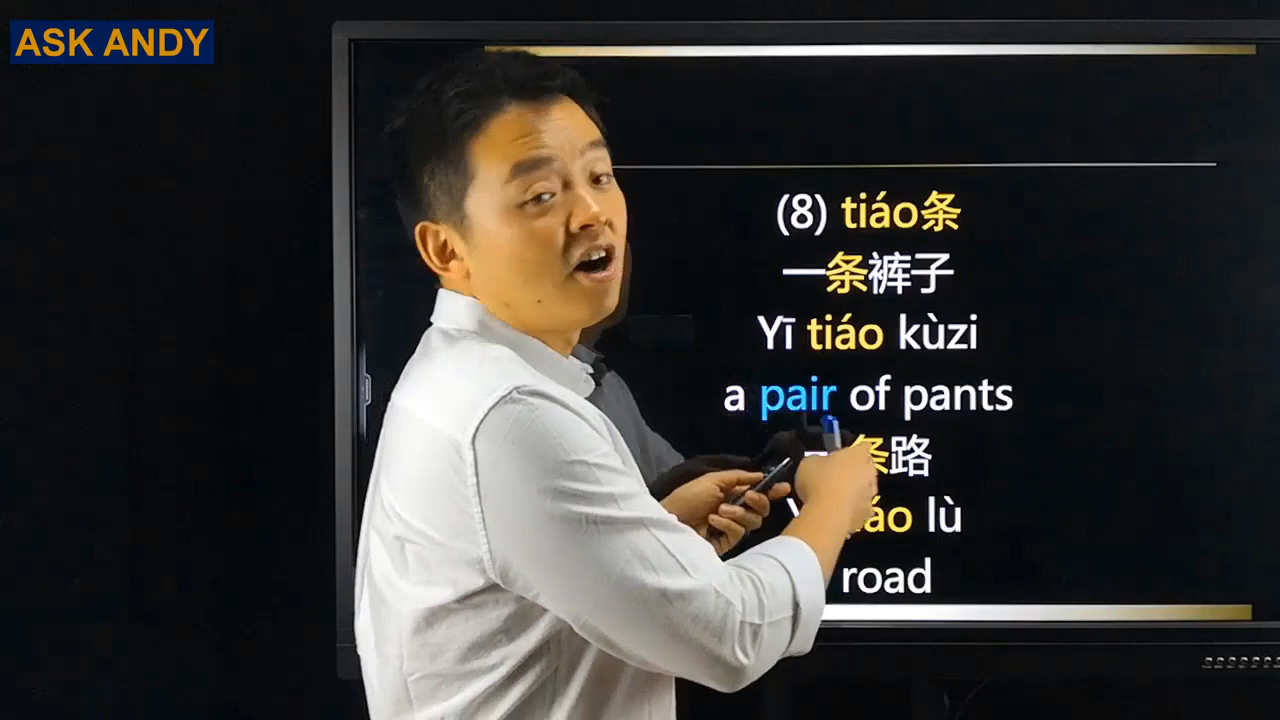 ASK ANDY
(8) tiáo条
一条裤子
Yī tiáo kùzi
a pair of pants
条路
lù
road